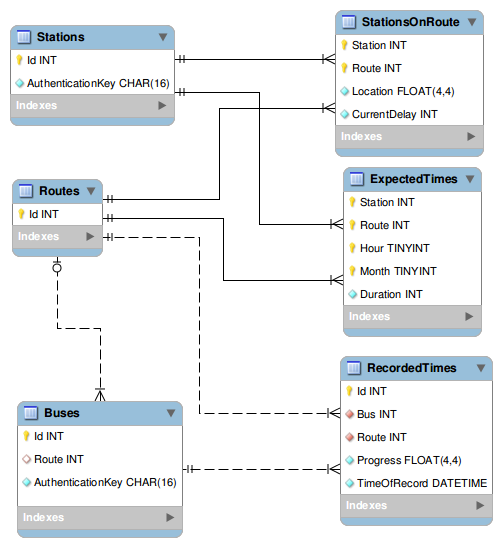 Stations
Id INT
AuthenticationKey CHAR(16)
Indexes
StationsOnRoute
Station INT
Route INT
Location FLOAT(4,4)
CurrentDelay INT
Indexes
Routes
Id INT
Indexes
ExpectedTimes
Station INT
Route INT
Hour TINYINT
Month TINYINT
Duration INT
Indexes
Buses
Id INT
Route INT
AuthenticationKey CHAR(16)
Indexes
RecordedTimes
Id INT
Bus INT
Route INT
Progress FLOAT(4,4)
TimeOfRecord DATETIME
Indexes